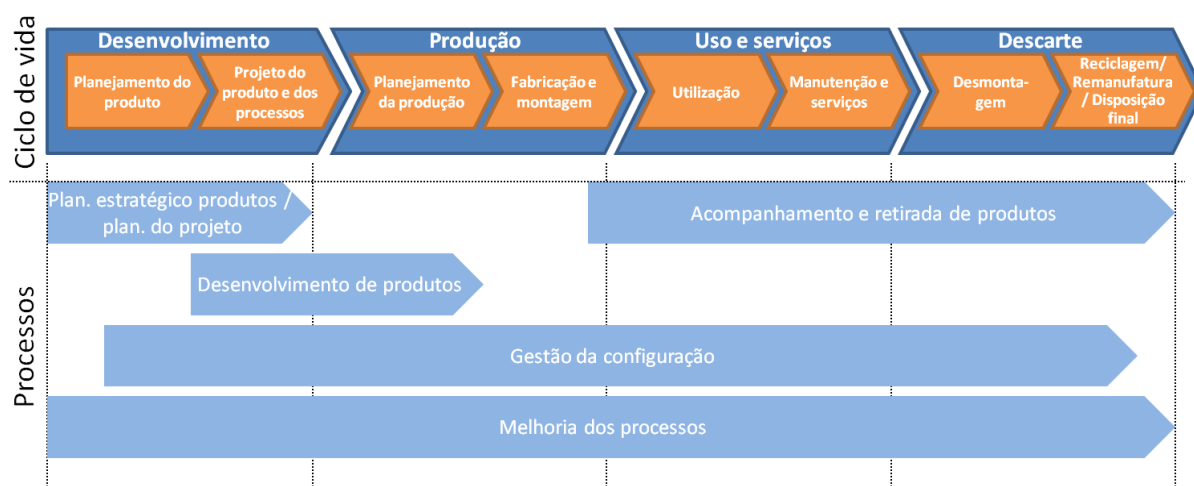 Ciclo de vida
Desenvolvimento
Planejamento do
produto
Projeto do
produto e dos
processos
Produção
Planejamento
da produção
Fabricação e
montagem
Uso e serviços
Utilização
Manutenção e
serviços
Descarte
Desmonta-
gem
Reciclagem/
Remanufatura
/ Disposição
final
Processos
Plan. estratégico produtos /
plan. do projeto
Acompanhamento e retirada de produtos
Desenvolvimento de produtos
Gestão da configuração
Melhoria dos processos